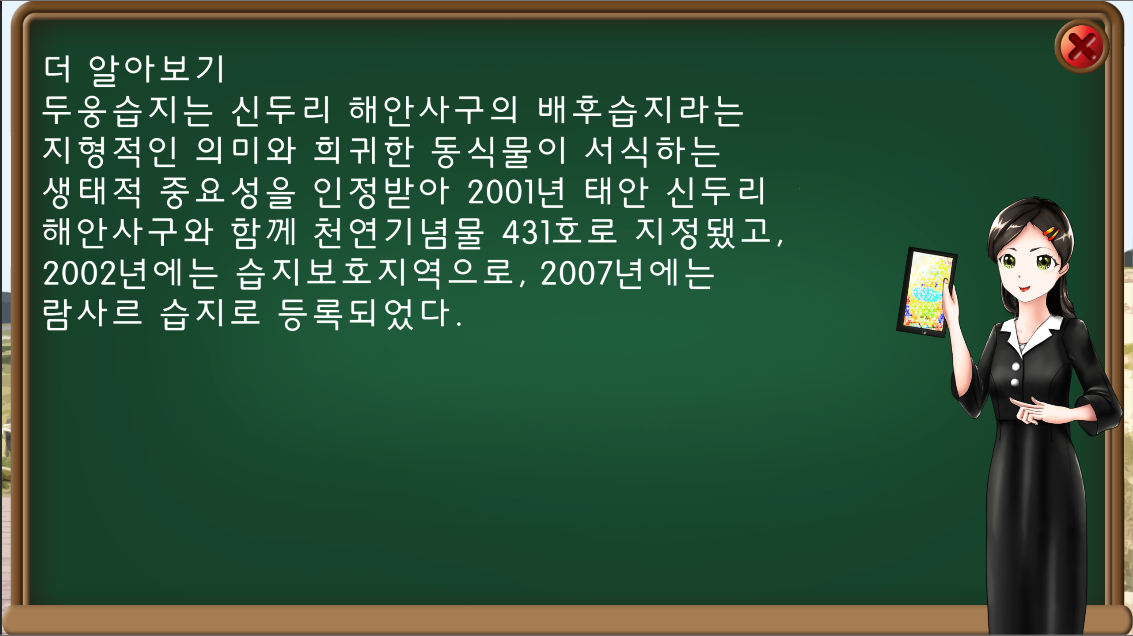 더 알아보기
두웅습지는 신두리 해안사구의 배후습지라는
지형적인 의미와 희귀한 동식물이 서식하는
생태적 중요성을 인정받아 2001년 태안 신두리
해안사구와 함께 천연기념물 431호로 지정됐고,
2002년에는 습지보호지역으로, 2007년에는
람사르 습지로 등록되었다.